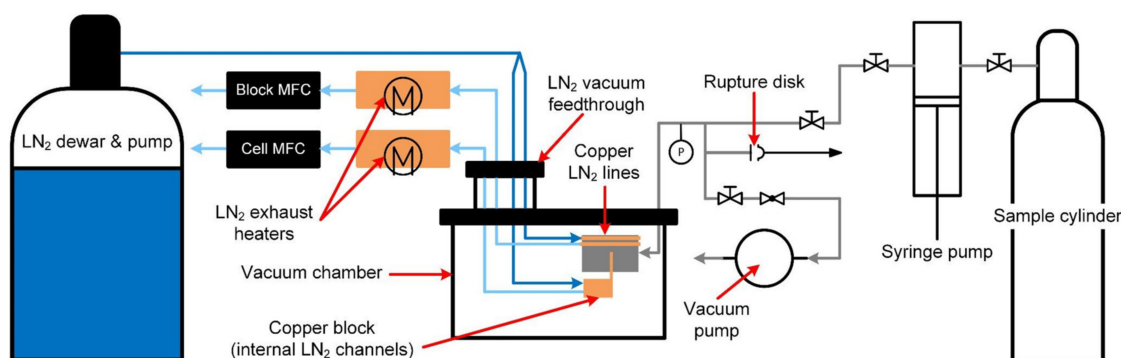 LN₂ dewar & pump
Block MFC
Cell MFC
LN₂ exhaust
heaters
Vacuum chamber
Copper block
(internal LN₂ channels)
LN₂ vacuum
feedthrough
Copper
LN₂ lines
P
Rupture disk
Vacuum
pump
Syringe pump
Sample cylinder
M
M